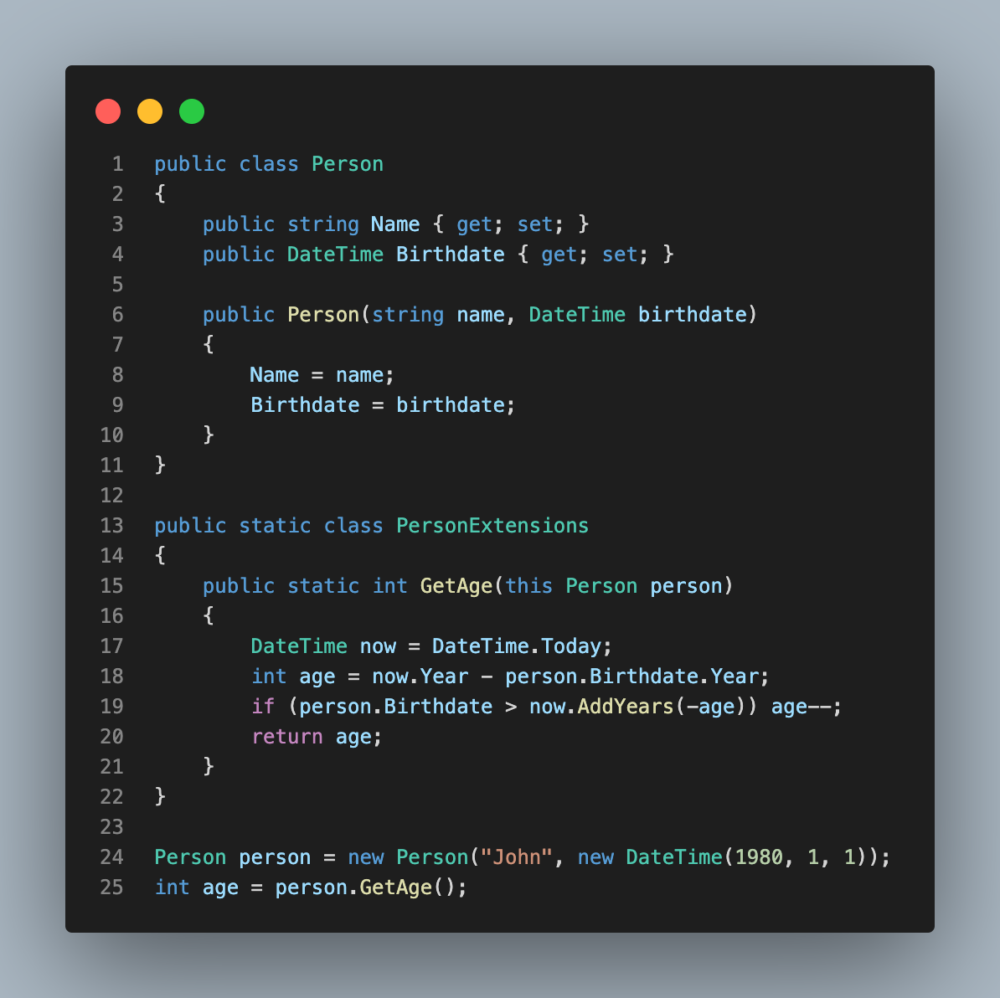 1 public class Person
2 {
3     public string Name { get; set; }
4     public DateTime Birthdate { get; set; }
5
6     public Person(string name, DateTime birthdate)
7     {
8         Name = name;
9         Birthdate = birthdate;
10     }
11 }
12
13 public static class PersonExtensions
14 {
15     public static int GetAge(this Person person)
16     {
17         DateTime now = DateTime.Today;
18         int age = now.Year - person.Birthdate.Year;
19         if (person.Birthdate > now.AddYears(-age)) age--;
20         return age;
21     }
22 }
23
24 Person person = new Person("John", new DateTime(1980, 1, 1));
25 int age = person.GetAge();